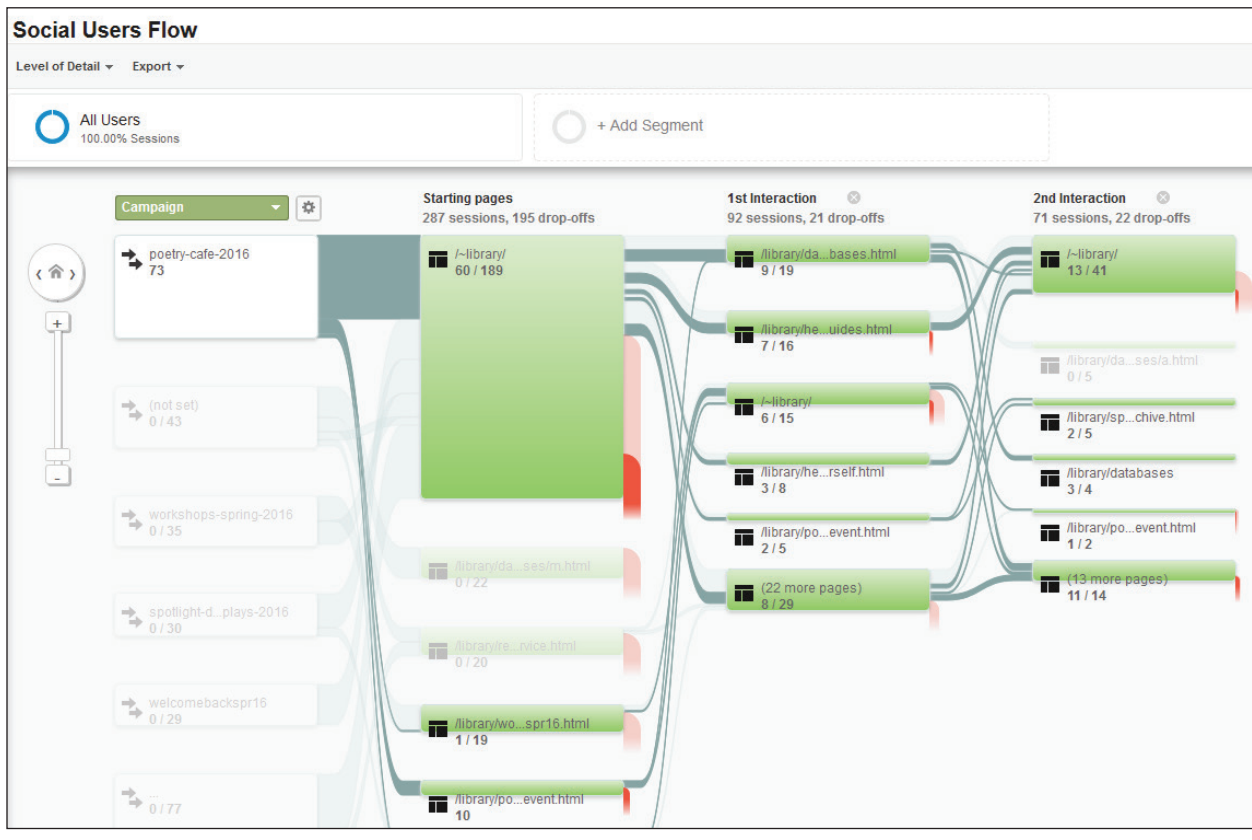 Social Users Flow
Level of Detail Export
All Users
100.00% Sessions
+ Add Segment
Campaign
Starting pages
287 sessions, 195 drop-offs
1st Interaction
92 sessions, 21 drop-offs
2nd Interaction
71 sessions, 22 drop-offs
poetry-cafe-2016
73
(not set)
0 / 43
workshops-spring-2016
0 / 35
spotlight-d...plays-2016
0 / 30
welcomebackspr16
0 / 29
...
0 / 77
+
-
/~library/
60 / 189
/library/da...ses/m.html
0 / 22
/library/re...rvice.html
0 / 20
/library/wo...spr16.html
1 / 19
/library/po...event.html
10
/library/da...bases.html
9 / 19
/library/he...uides.html
7 / 16
/~library/
6 / 15
/library/he...rself.html
3 / 8
/library/po...event.html
2 / 5
(22 more pages)
8 / 29
/~library/
13 / 41
/library/da...ses/a.html
0 / 5
/library/sp...chive.html
2 / 5
/library/databases
3 / 4
/library/po...event.html
1 / 2
(13 more pages)
11 / 14